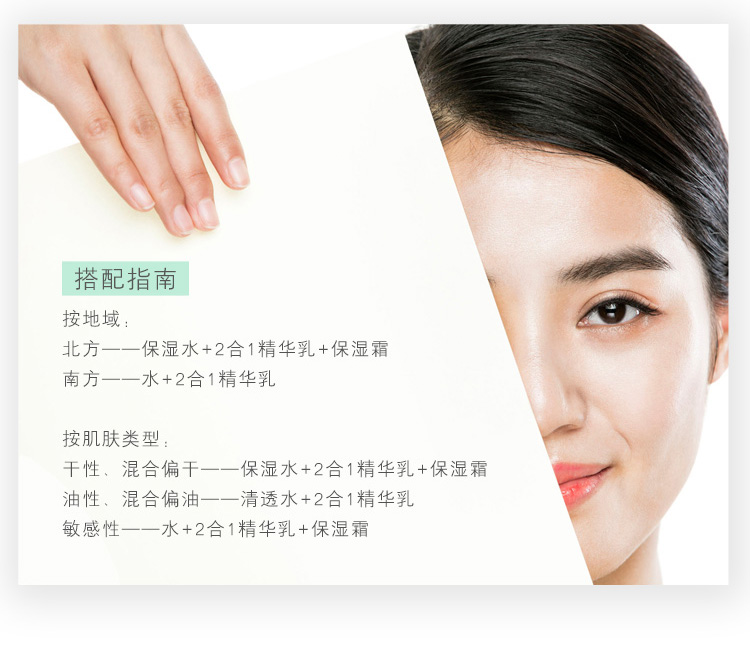 搭配指南
按地域：
北方——保湿水+2合1精华乳+保湿霜
南方——水+2合1精华乳
按肌肤类型：
干性、混合偏干——保湿水+2合1精华乳+保湿霜
油性、混合偏油——清透水+2合1精华乳
敏感性——水+2合1精华乳+保湿霜